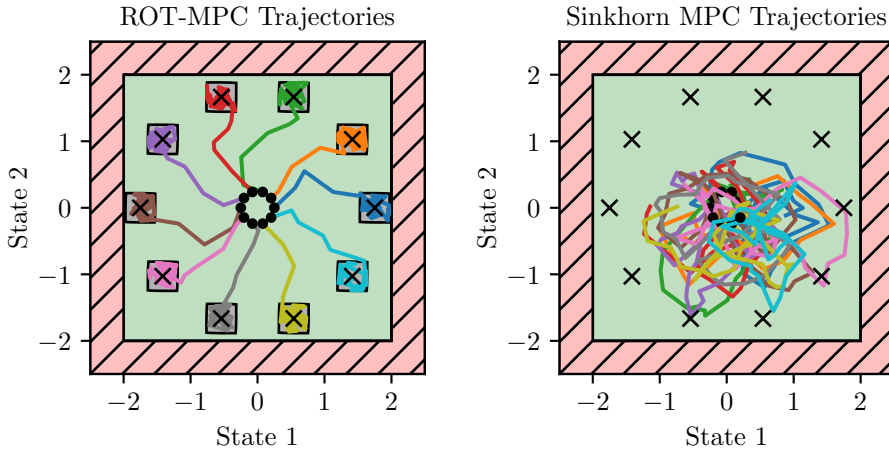 ROT-MPC Trajectories
Sinkhorn MPC Trajectories
State 2
2
1
0
−1
−2
−2 −1 0 1 2
State 1
State 2
2
1
0
−1
−2
−2 −1 0 1 2
State 1